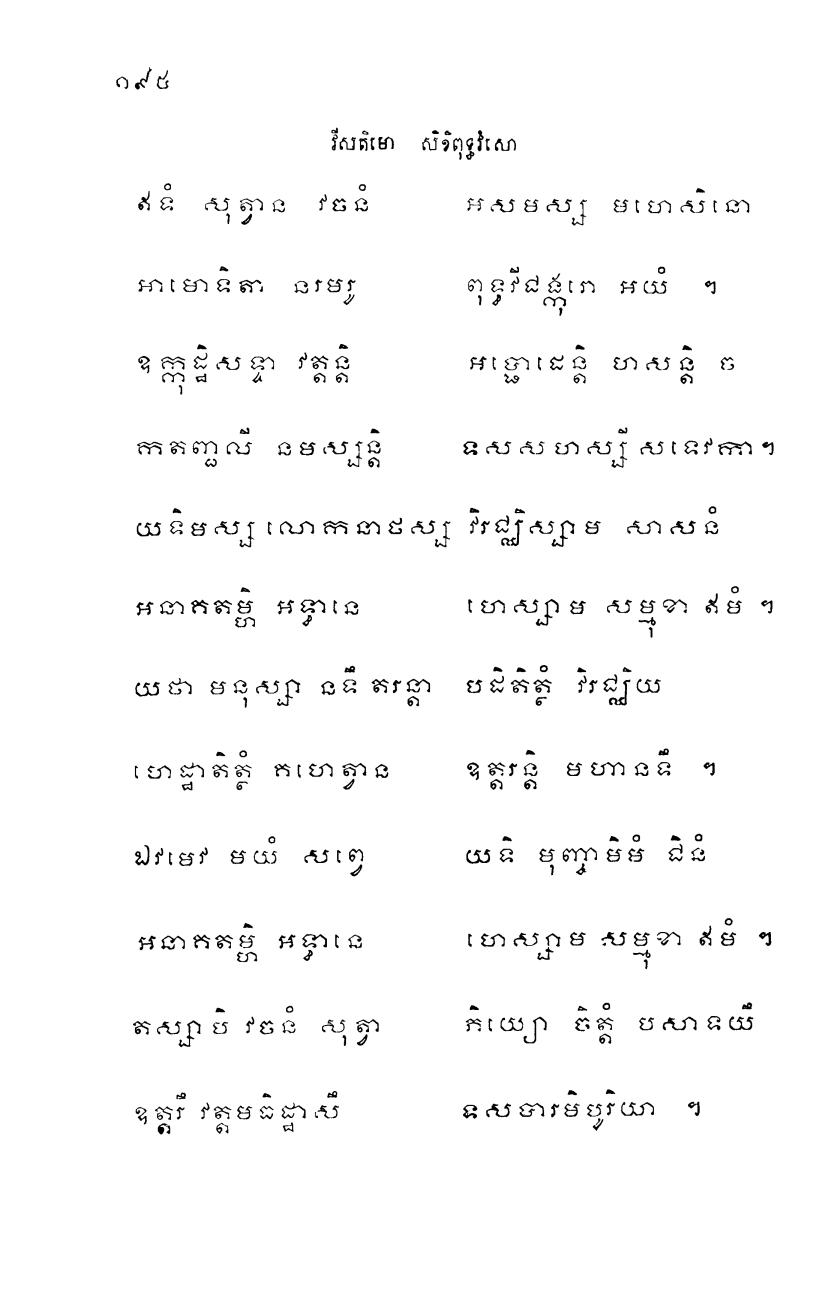 ១៩៥
វីសតិមោ សិខិពុទ្ធវំសោ
ឥទំ សុត្វាន វចនំ អសមស្ស មហេសិនោ
អាមោទិតា នរមរូ ពុទ្ធវីជង្កុរោ អយំ ៗ
ឧក្កុដ្ឋិសទ្ទា វត្តន្តិ អប្ផោដេន្តិ ហសន្តិ ច
កតញ្ជលី នមស្សន្តិ ទសសហស្សី សទេវកា ៗ
យទិមស្ស លោកនាថស្ស វិរជ្ឈិស្សាម សាសនំ
អនាគតម្ហិ អទ្ធានេ ហេស្សាម សម្មុខា ឥមំ ៗ
យថា មនុស្សា នទឹ តរន្តា បដិតិត្ថំ វិរជ្ឈិយ
ហេដ្ឋាតិត្ថំ គហេត្វាន ឧត្តរន្តិ មហានទឹ ៗ
ឯវមេវ មយំ សព្វេ យទិ មុញ្ចាមិមំ ជិនំ
អនាគតម្ហិ អទ្ធានេ ហេស្សាម សម្មុខា ឥមំ ៗ
តស្សាបិ វចនំ សុត្វា ភិយ្យោ ចិត្តំ បសាទយឹ
ឧត្តរឹ វត្តមធិដ្ឋាសឹ ទសបារមិបូរិយា ៗ